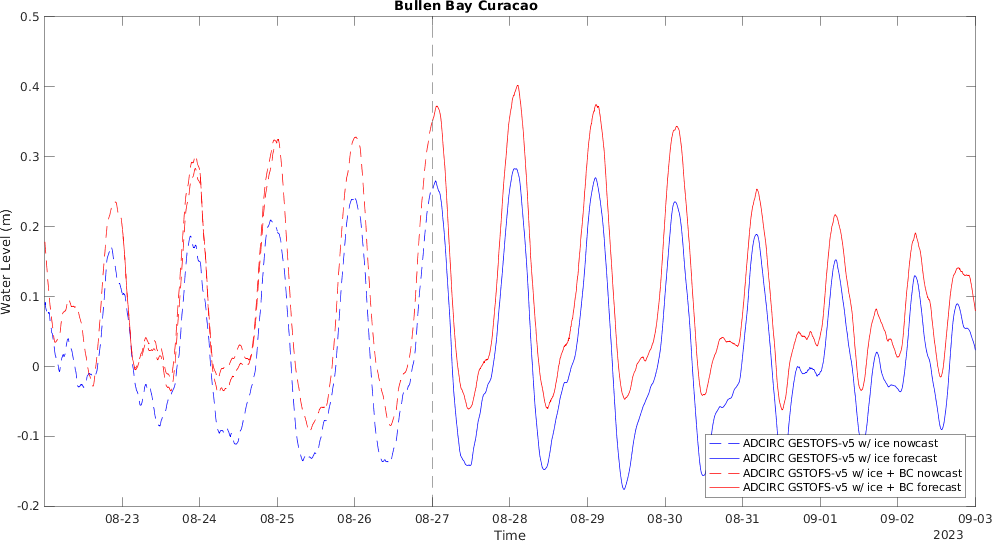 Bullen Bay Curacao
0.5
0.4
0.3
0.2
0.1
0
-0.1
-0.2
Water Level (m)
ADCIRC GESTOFS-v5 w/ ice nowcast
ADCIRC GESTOFS-v5 w/ ice forecast
ADCIRC GSTOFS-v5 w/ ice + BC nowcast
ADCIRC GSTOFS-v5 w/ ice + BC forecast
08-23 08-24 08-25 08-26 08-27 08-28 08-29 08-30 08-31 09-01 09-02 09-03
Time
2023